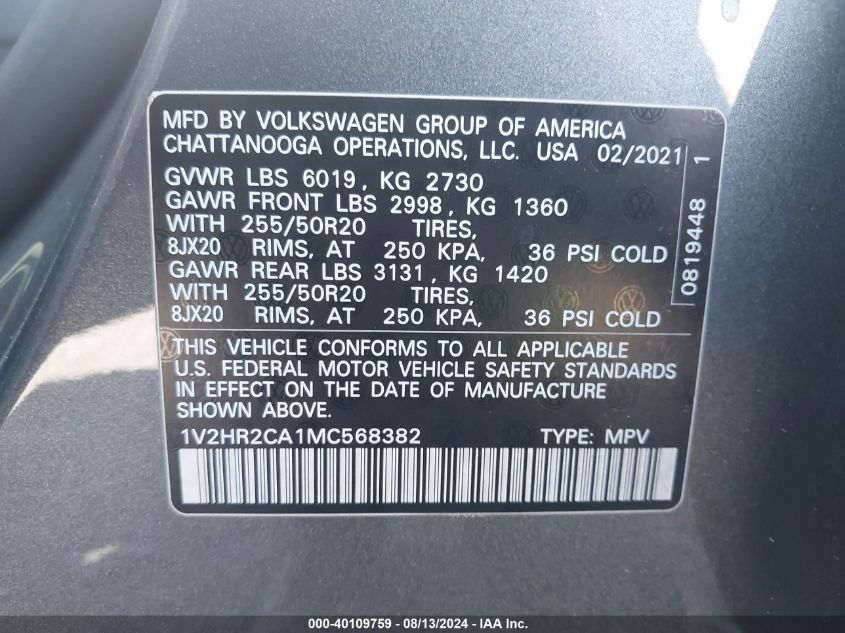 MFD BY VOLKSWAGEN GROUP OF AMERICA
CHATTANOOGA OPERATIONS, LLC. USA 02/2021
GVWR LBS 6019, KG 2730
GAWR FRONT LBS 2998, KG 1360
WITH 255/50R20 TIRES,
8JX20 RIMS, AT 250 KPA, 36 PSI COLD
GAWR REAR LBS 3131, KG 1420
WITH 255/50R20 TIRES,
8JX20 RIMS, AT 250 KPA, 36 PSI COLD
0819448 1
THIS VEHICLE CONFORMS TO ALL APPLICABLE
U.S. FEDERAL MOTOR VEHICLE SAFETY STANDARDS
IN EFFECT ON THE DATE OF MANUFACTURE
SHOWN ABOVE.
1V2HR2CA1MC568382 TYPE: MPV
000-40109759 - 08/13/2024 - IAA Inc.